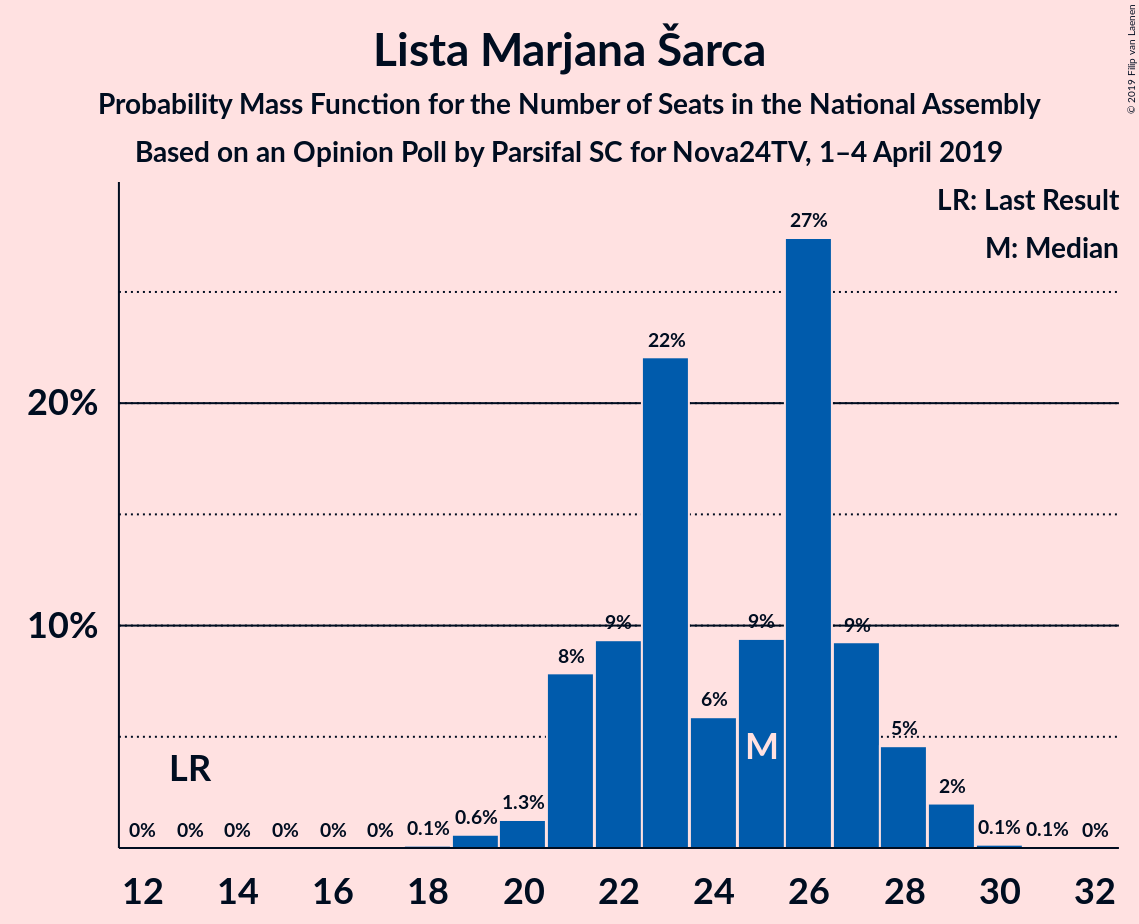 Lista Marjana Šarca
Probability Mass Function for the Number of Seats in the National Assembly
Based on an Opinion Poll by Parsifal SC for Nova24TV, 1–4 April 2019
© 2019 Filip van Laenen
LR: Last Result
M: Median
27%
22%
20%
10%
9%
9%
9%
8%
6%
5%
M
LR
2%
1.3%
0.6%
0% 0% 0% 0% 0% 0% 0.1% 0.1% 0.1% 0%
12 14 16 18 20 22 24 26 28 30 32